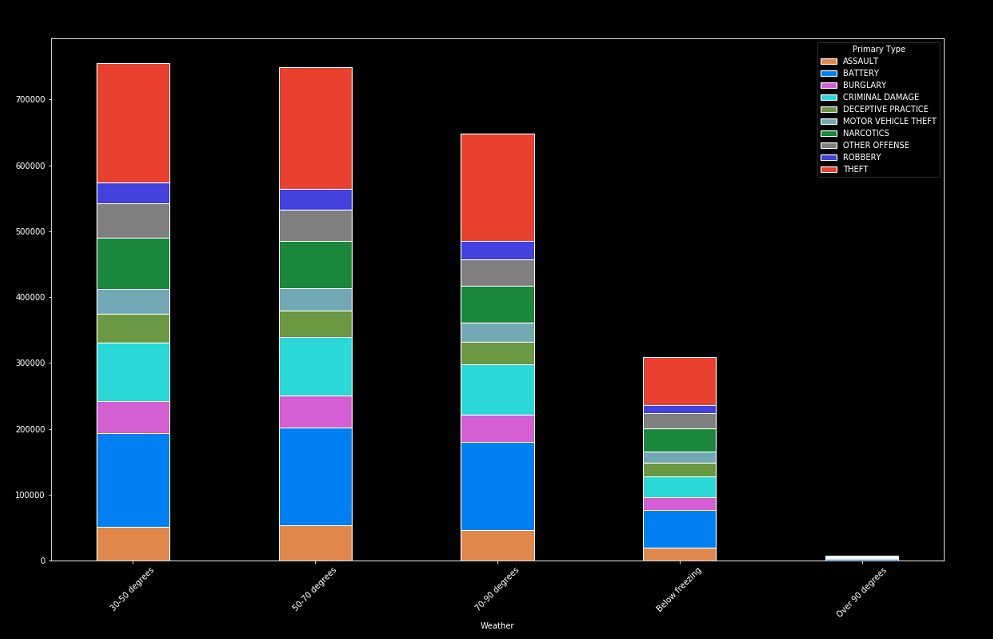 Primary Type
ASSAULT
BATTERY
BURGLARY
CRIMINAL DAMAGE
DECEPTIVE PRACTICE
MOTOR VEHICLE THEFT
NARCOTICS
OTHER OFFENSE
ROBBERY
THEFT
700000
600000
500000
400000
300000
200000
100000
0
30-50 degrees
50-70 degrees
70-90 degrees
Below freezing
Over 90 degrees
Weather